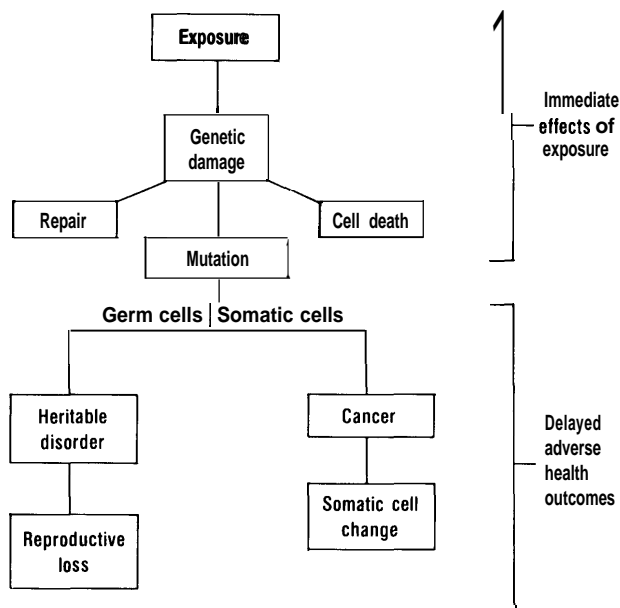 Exposure
Immediate
effects of
exposure
Genetic
damage
Repair
Cell death
Mutation
Germ cells | Somatic cells
Heritable
disorder
Cancer
Delayed
adverse
health
outcomes
Somatic cell
change
Reproductive
loss